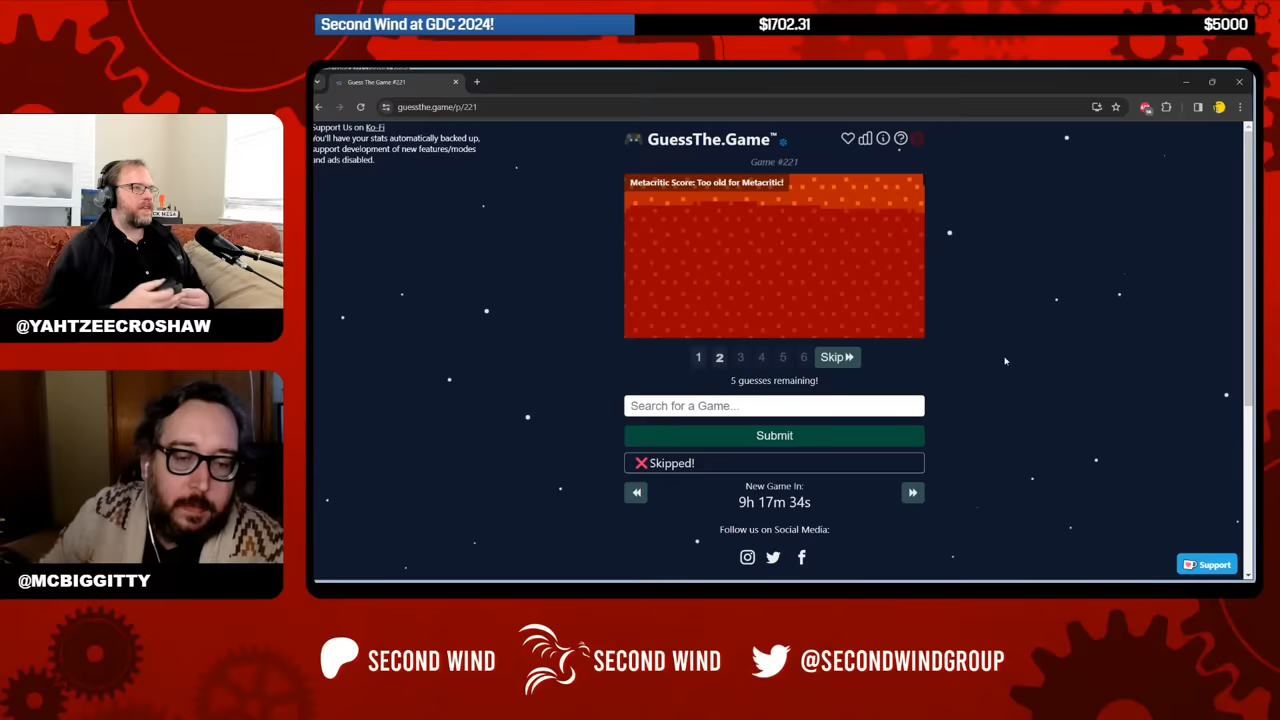 Second Wind at GDC 2024!
$1702.31
$5000
Guess The Game #221
guessthe.game/p/221
Support Us on Ko-Fi
You'll have your stats automatically backed up,
support development of new features/modes
and ads disabled.
GuessThe.Game™
Game #221
Metacritic Score: Too old for Metacritic!
1 2 3 4 5 6 Skip
5 guesses remaining!
Search for a Game...
Submit
Skipped!
New Game In:
9h 17m 34s
Follow us on Social Media:
Support
@YAHTZEECROSHAW
@MCBIGGITTY
SECOND WIND
SECOND WIND
@SECONDWINDGROUP